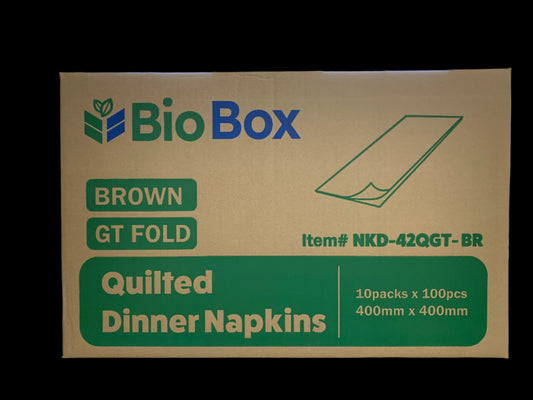 BioBox
BROWN
GT FOLD
Item# NKD-42QGT-BR
Quilted
Dinner Napkins
10packs x 100pcs
400mm x 400mm